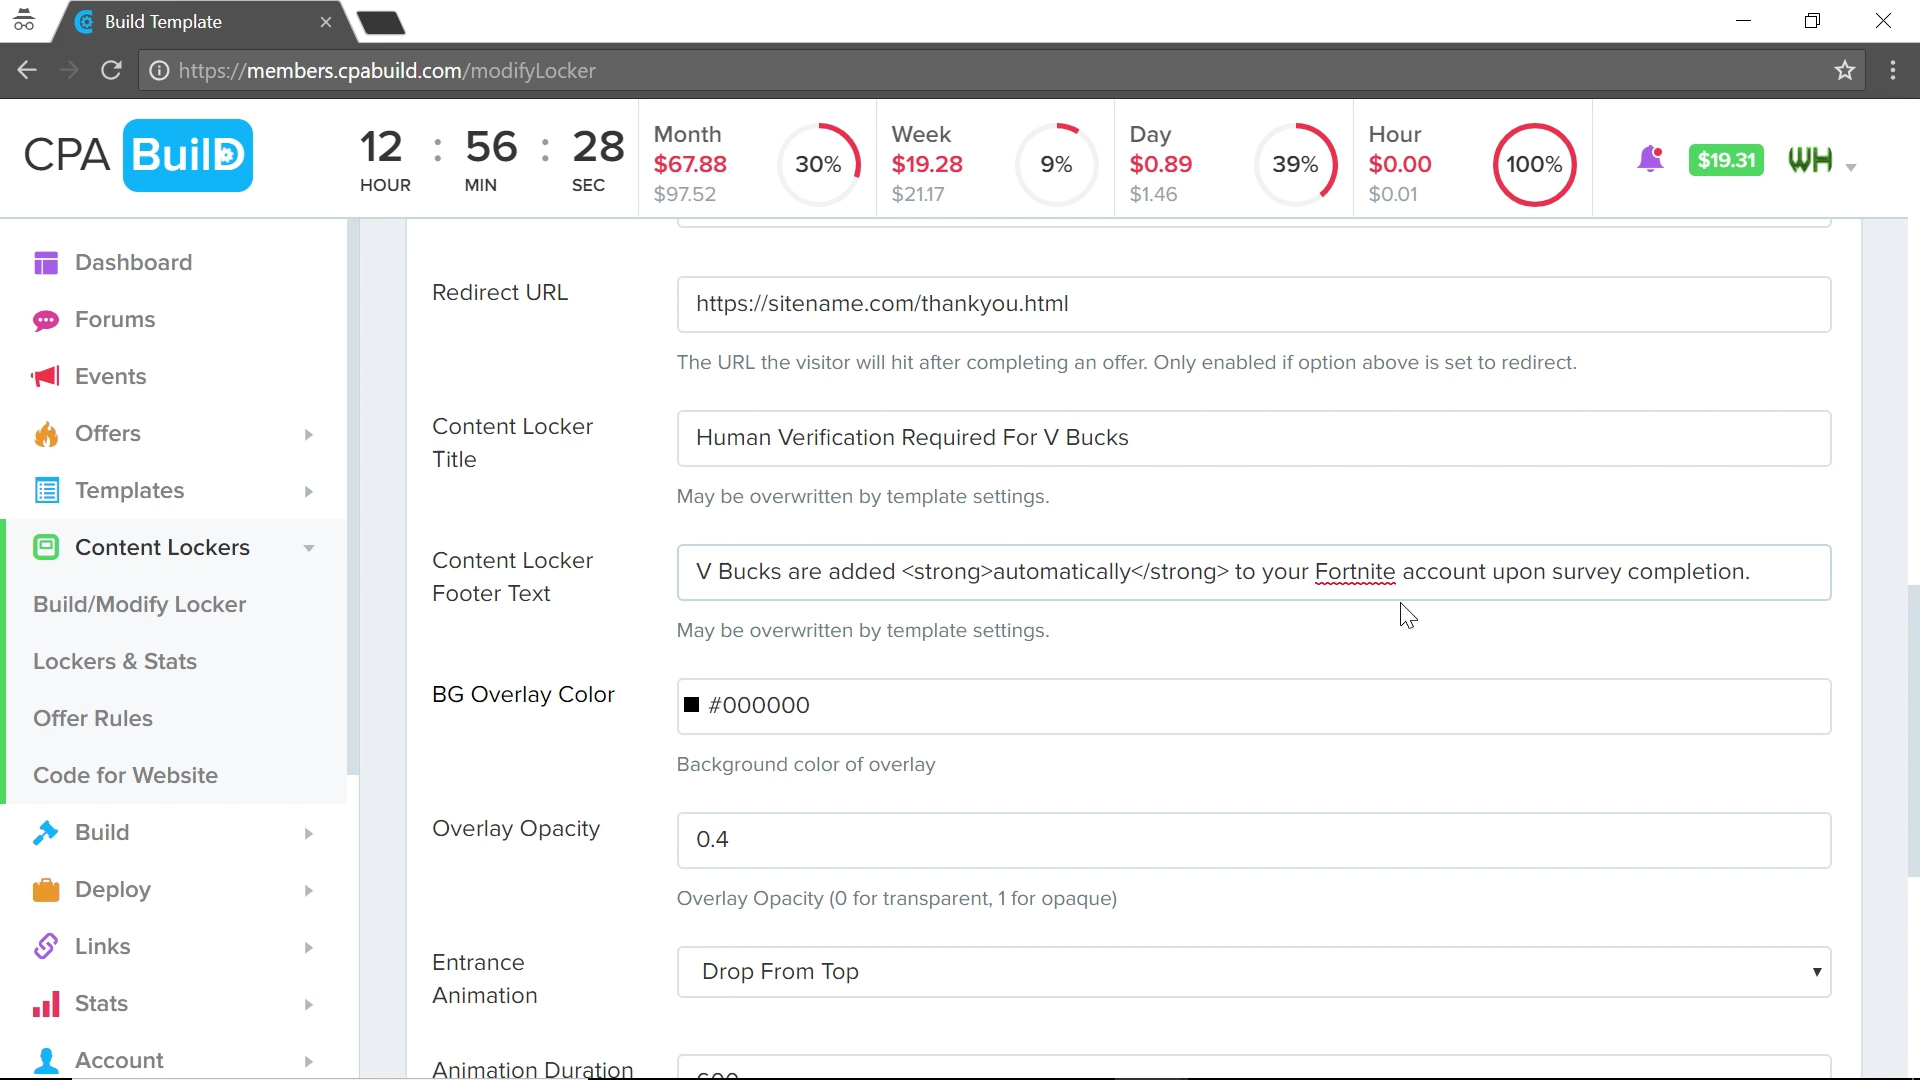 Build Template
https://members.cpabuild.com/modifyLocker
CPA BuilD
12 : 56 : 28
HOUR MIN SEC
Month
$67.88
$97.52
30%
Week
$19.28
$21.17
9%
Day
$0.89
$1.46
39%
Hour
$0.00
$0.01
100%
$19.31
WH
Dashboard
Forums
Events
Offers
Templates
Content Lockers
Build/Modify Locker
Lockers & Stats
Offer Rules
Code for Website
Build
Deploy
Links
Stats
Account
Redirect URL
https://sitename.com/thankyou.html
The URL the visitor will hit after completing an offer. Only enabled if option above is set to redirect.
Content Locker
Title
Human Verification Required For V Bucks
May be overwritten by template settings.
Content Locker
Footer Text
V Bucks are added <strong>automatically</strong> to your Fortnite account upon survey completion.
May be overwritten by template settings.
BG Overlay Color
#000000
Background color of overlay
Overlay Opacity
0.4
Overlay Opacity (0 for transparent, 1 for opaque)
Entrance
Animation
Drop From Top
Animation Duration